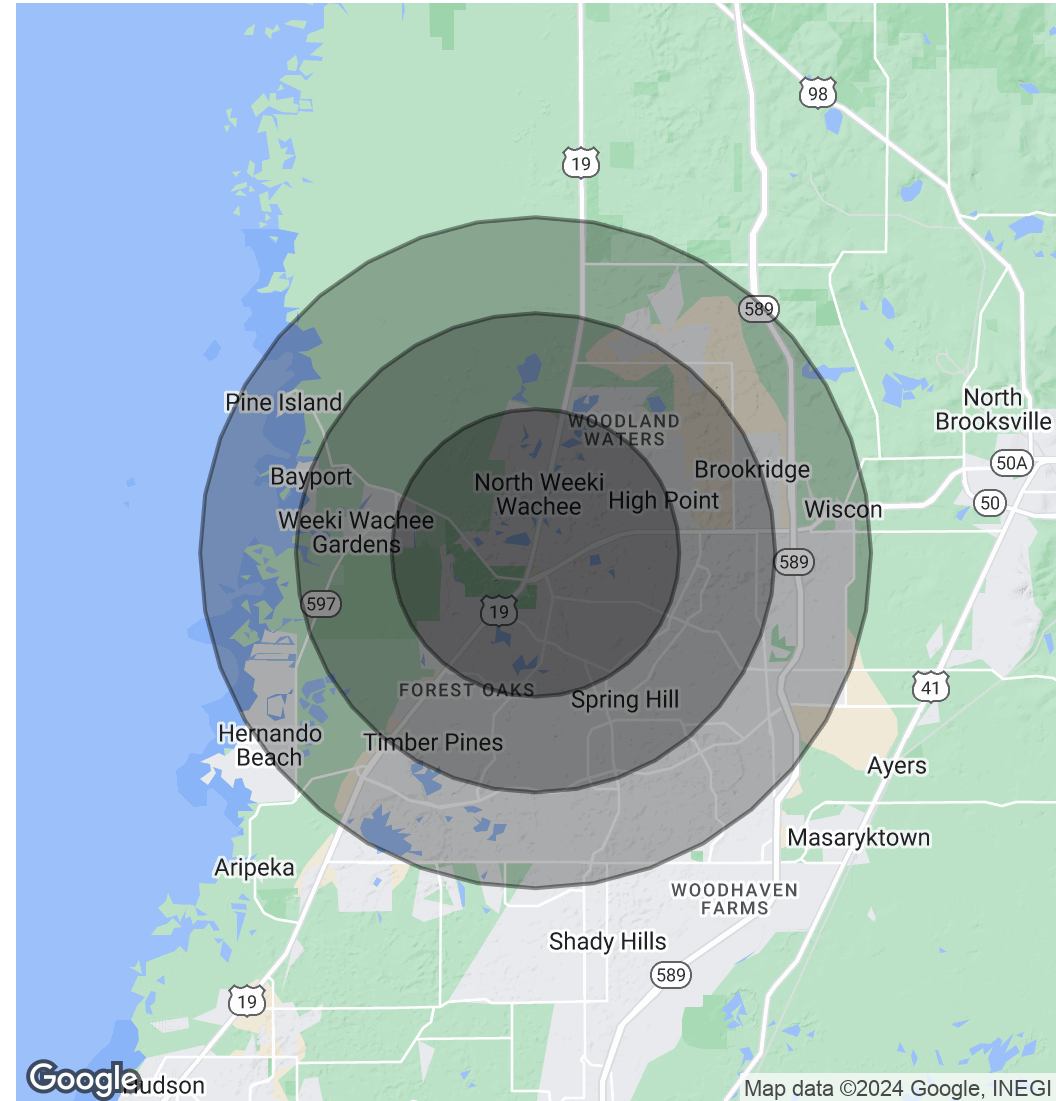 98
19
589
Pine Island
North
Brooksville
WOODLAND
WATERS
50A
Brookridge
Bayport
North Weeki
Wachee
High Point
50
Wiscon
Weeki Wachee
Gardens
589
597
19
41
FOREST OAKS
Spring Hill
Hernando
Beach
Timber Pines
Ayers
Masaryktown
Aripeka
WOODHAVEN
FARMS
Shady Hills
589
19
Google
Hudson
Map data ©2024 Google, INEGI